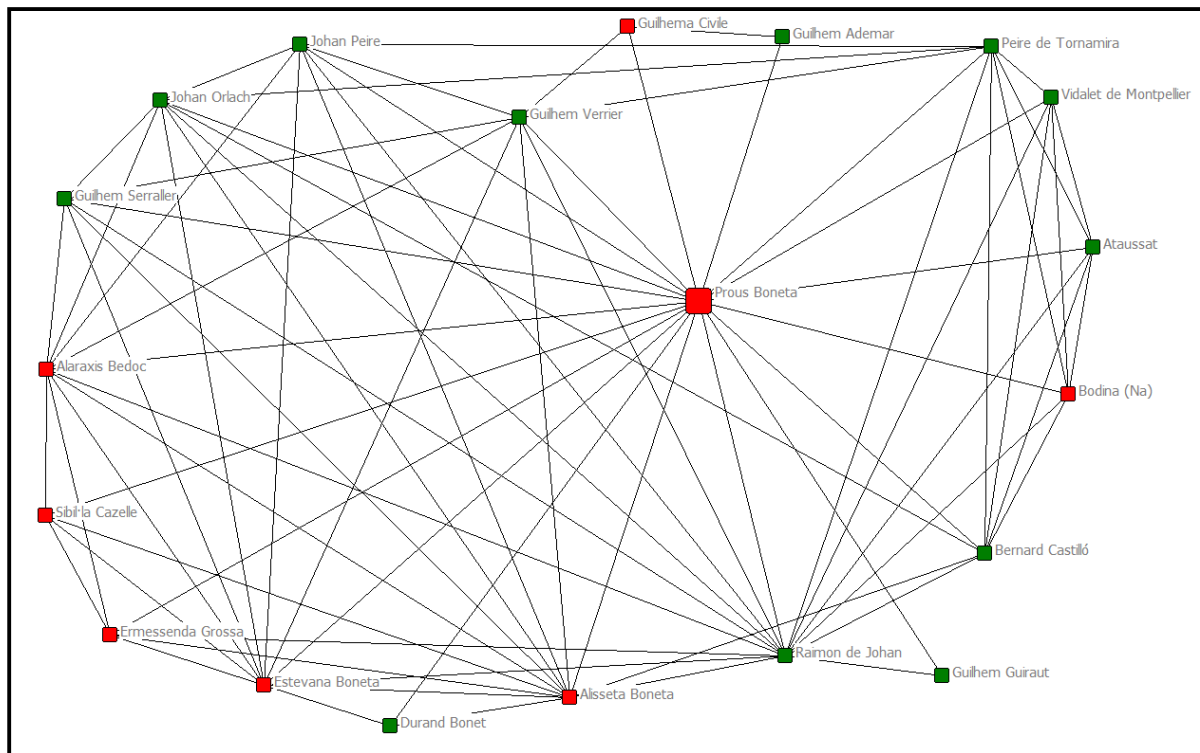 Guilhema Civile
Guilhem Ademar
Johan Peire
Peire de Tornamira
Johan Orlach
Vidalet de Montpellier
Guilhem Verrier
Guilhem Serraller
Ataussat
Prous Boneta
Alaraxis Bedoc
Bodina (Na)
Sibil·la Cazelle
Bernard Castilló
Ermessenda Grossa
Raimon de Johan
Estevana Boneta
Guilhem Guiraut
Alisseta Boneta
Durand Bonet